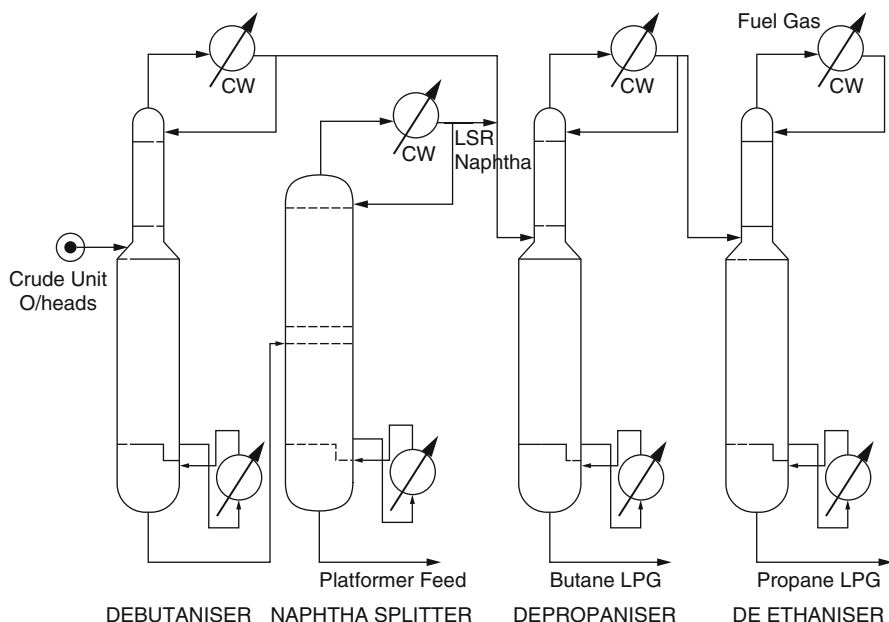 Fuel Gas
CW
CW
CW
LSR
Naphtha
Crude Unit
O/heads
Platformer Feed
Butane LPG
Propane LPG
DEBUTANISER
NAPHTHA SPLITTER
DEPROPANISER
DE ETHANISER